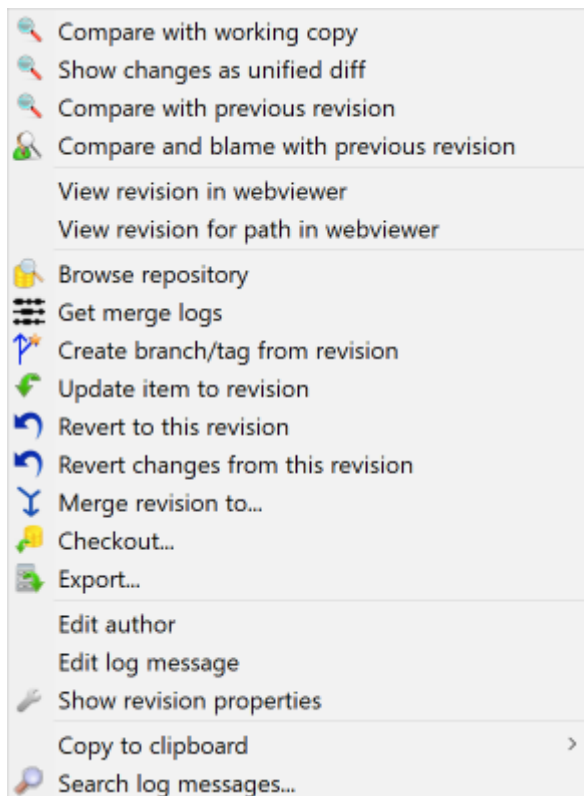 Compare with working copy
Show changes as unified diff
Compare with previous revision
Compare and blame with previous revision
View revision in webviewer
View revision for path in webviewer
Browse repository
Get merge logs
Create branch/tag from revision
Update item to revision
Revert to this revision
Revert changes from this revision
Merge revision to...
Checkout...
Export...
Edit author
Edit log message
Show revision properties
Copy to clipboard
Search log messages...